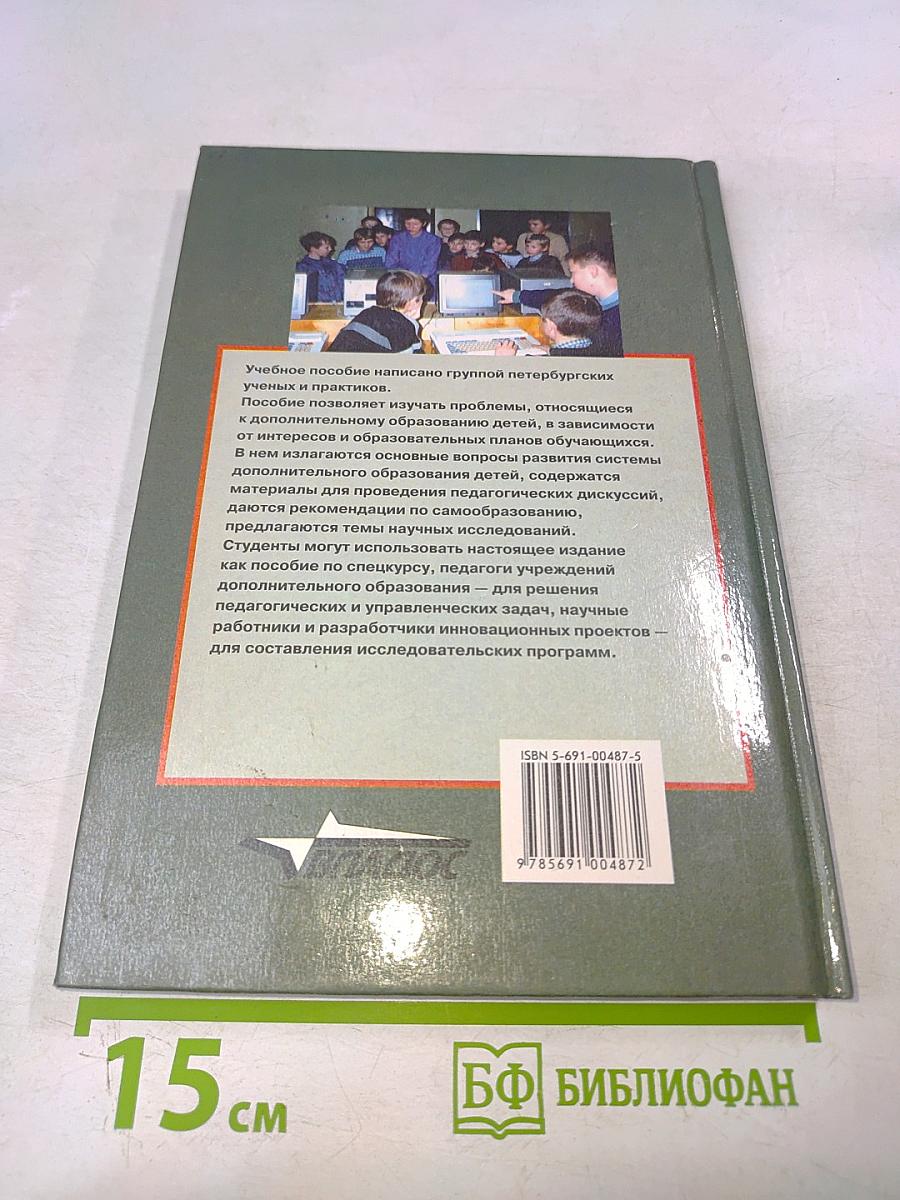 Учебное пособие написано группой петербургских
ученых и практиков.
Пособие позволяет изучать проблемы, относящиеся
к дополнительному образованию детей, в зависимости
от интересов и образовательных планов обучающихся.
В нем излагаются основные вопросы развития системы
дополнительного образования детей, содержатся
материалы для проведения педагогических дискуссий,
даются рекомендации по самообразованию,
предлагаются темы научных исследований.
Студенты могут использовать настоящее издание
как пособие по спецкурсу, педагоги учреждений
дополнительного образования — для решения
педагогических и управленческих задач, научные
работники и разработчики инновационных проектов —
для составления исследовательских программ.
ISBN 5-691-00487-5
9 785691 004872
ВЛАДОС
15 см
БФ БИБЛИОФАН